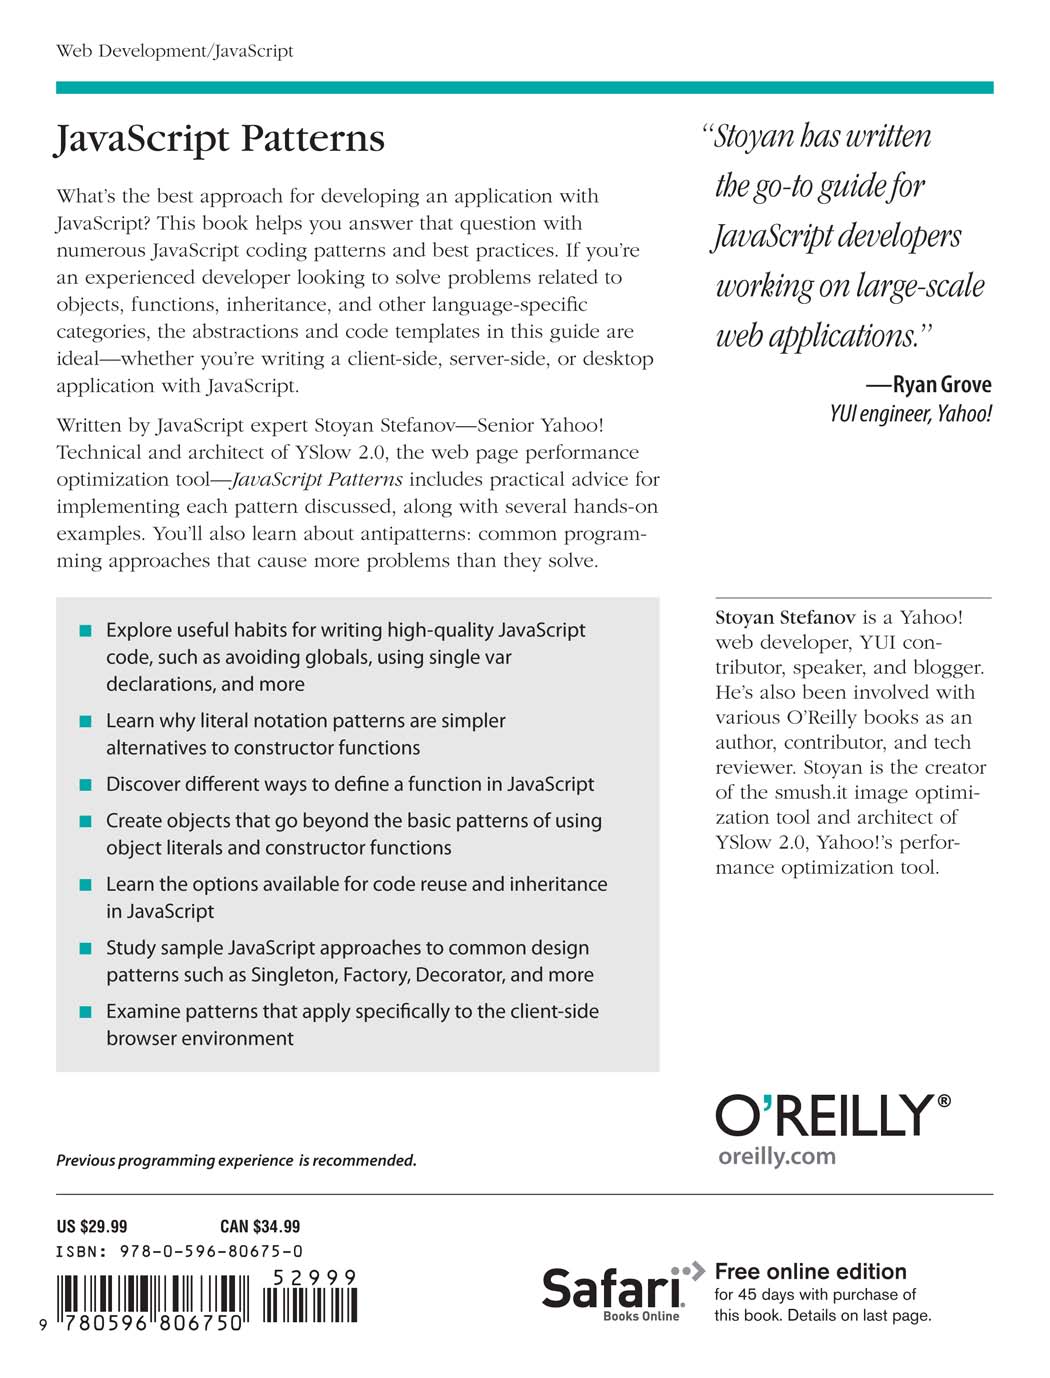 Web Development/JavaScript
JavaScript Patterns
What's the best approach for developing an application with
JavaScript? This book helps you answer that question with
numerous JavaScript coding patterns and best practices. If you're
an experienced developer looking to solve problems related to
objects, functions, inheritance, and other language-specific
categories, the abstractions and code templates in this guide are
ideal—whether you're writing a client-side, server-side, or desktop
application with JavaScript.
Written by JavaScript expert Stoyan Stefanov—Senior Yahoo!
Technical and architect of YSlow 2.0, the web page performance
optimization tool—JavaScript Patterns includes practical advice for
implementing each pattern discussed, along with several hands-on
examples. You'll also learn about antipatterns: common program-
ming approaches that cause more problems than they solve.
■ Explore useful habits for writing high-quality JavaScript
code, such as avoiding globals, using single var
declarations, and more
■ Learn why literal notation patterns are simpler
alternatives to constructor functions
■ Discover different ways to define a function in JavaScript
■ Create objects that go beyond the basic patterns of using
object literals and constructor functions
■ Learn the options available for code reuse and inheritance
in JavaScript
■ Study sample JavaScript approaches to common design
patterns such as Singleton, Factory, Decorator, and more
■ Examine patterns that apply specifically to the client-side
browser environment
Previous programming experience is recommended.
“Stoyan has written
the go-to guide for
JavaScript developers
working on large-scale
web applications.”
—Ryan Grove
YUI engineer, Yahoo!
Stoyan Stefanov is a Yahoo!
web developer, YUI con-
tributor, speaker, and blogger.
He's also been involved with
various O'Reilly books as an
author, contributor, and tech
reviewer. Stoyan is the creator
of the smush.it image optimi-
zation tool and architect of
YSlow 2.0, Yahoo!'s perfor-
mance optimization tool.
O'REILLY®
oreilly.com
US $29.99 CAN $34.99
ISBN: 978-0-596-80675-0
52999
9 780596 806750
Safari®
Books Online
Free online edition
for 45 days with purchase of
this book. Details on last page.